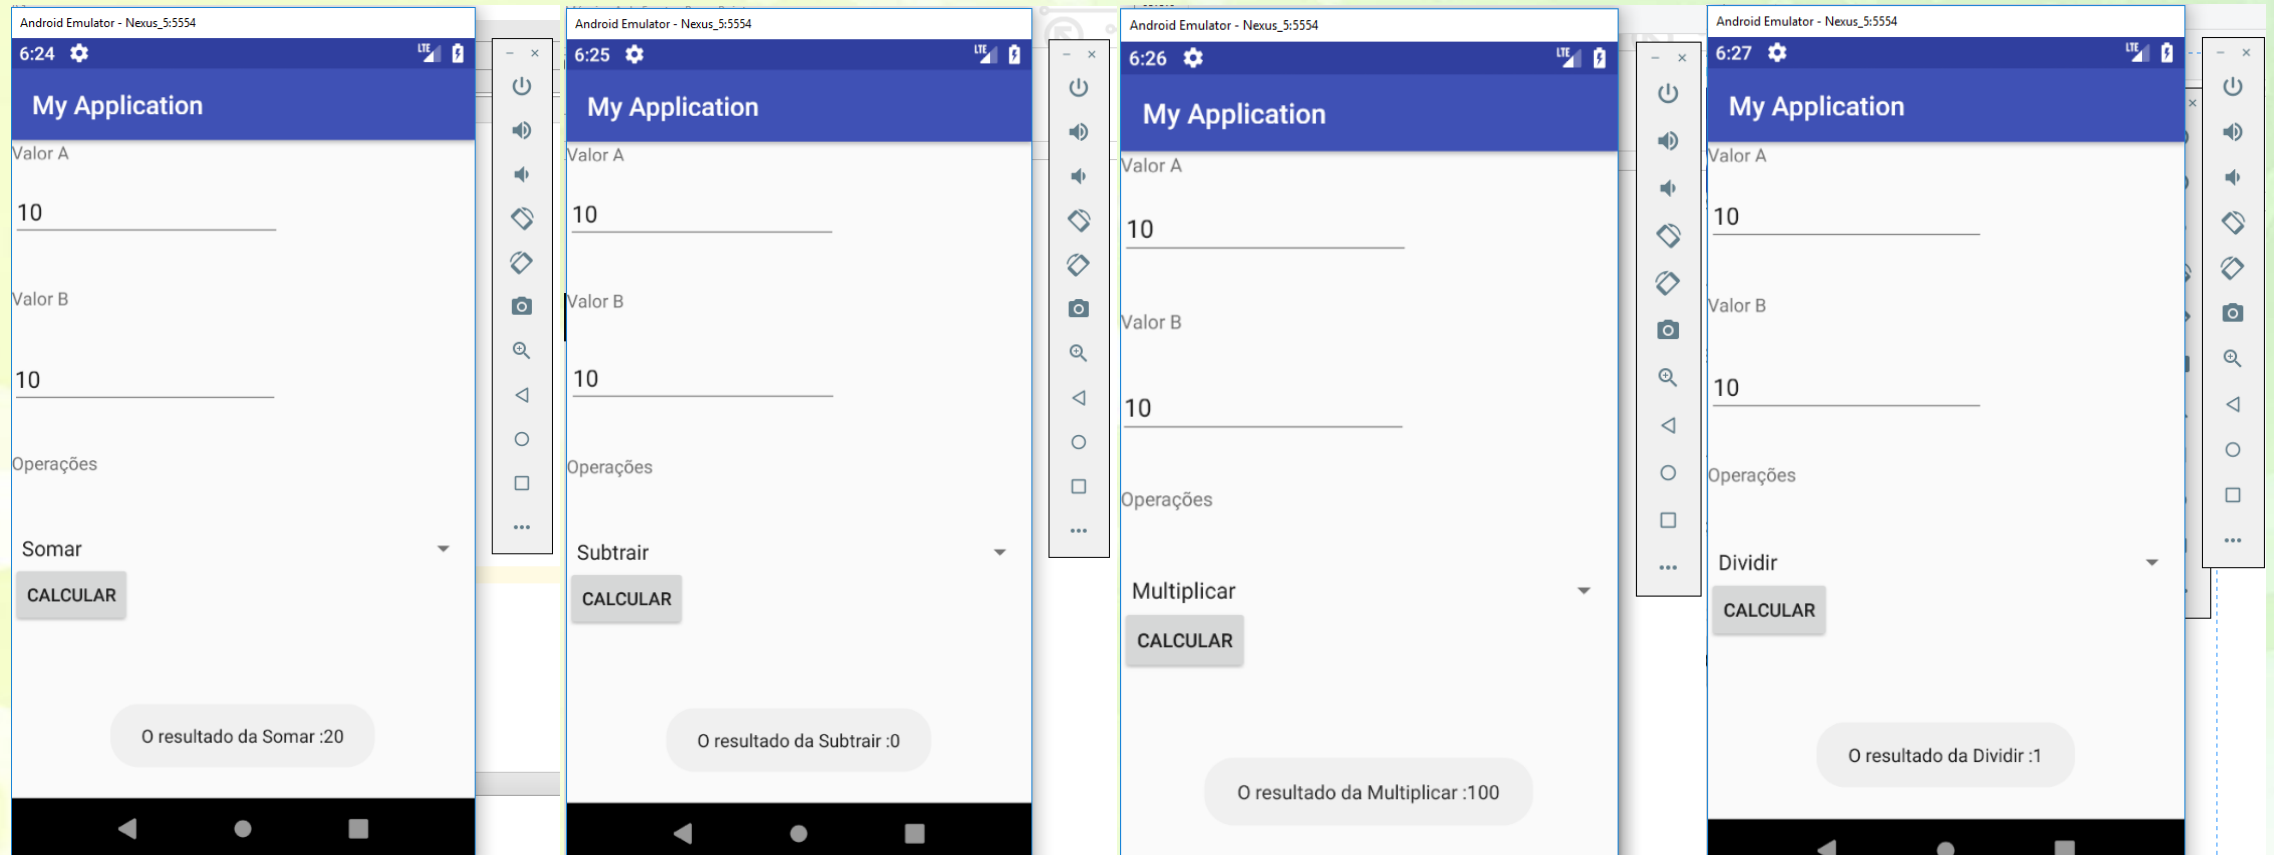 Android Emulator - Nexus_5:5554
6:24
LTE
My Application
Valor A
10
Valor B
10
Operações
Somar
CALCULAR
O resultado da Somar :20
Android Emulator - Nexus_5:5554
6:25
LTE
My Application
Valor A
10
Valor B
10
Operações
Subtrair
CALCULAR
O resultado da Subtrair :0
Android Emulator - Nexus_5:5554
6:26
LTE
My Application
Valor A
10
Valor B
10
Operações
Multiplicar
CALCULAR
O resultado da Multiplicar :100
Android Emulator - Nexus_5:5554
6:27
LTE
My Application
Valor A
10
Valor B
10
Operações
Dividir
CALCULAR
O resultado da Dividir :1